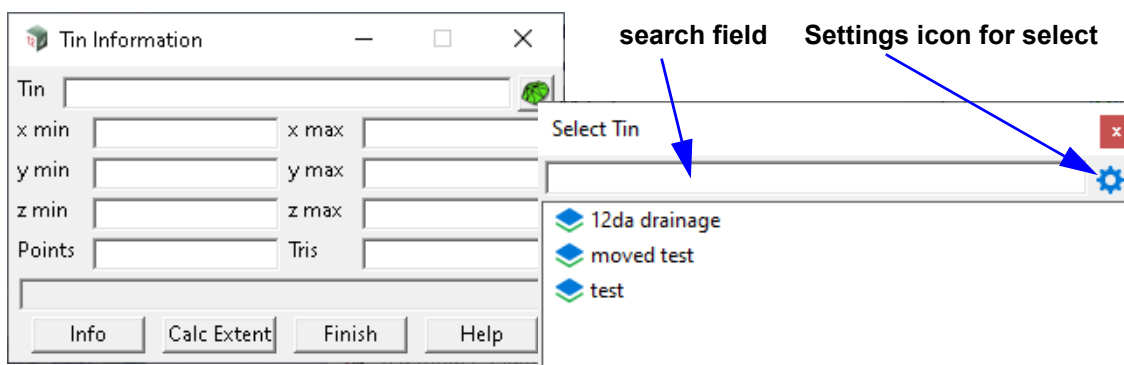 search field Settings icon for select
Tin Information
Tin
x min x max
y min y max
z min z max
Points Tris
Info Calc Extent Finish Help
Select Tin
x
12da drainage
moved test
test